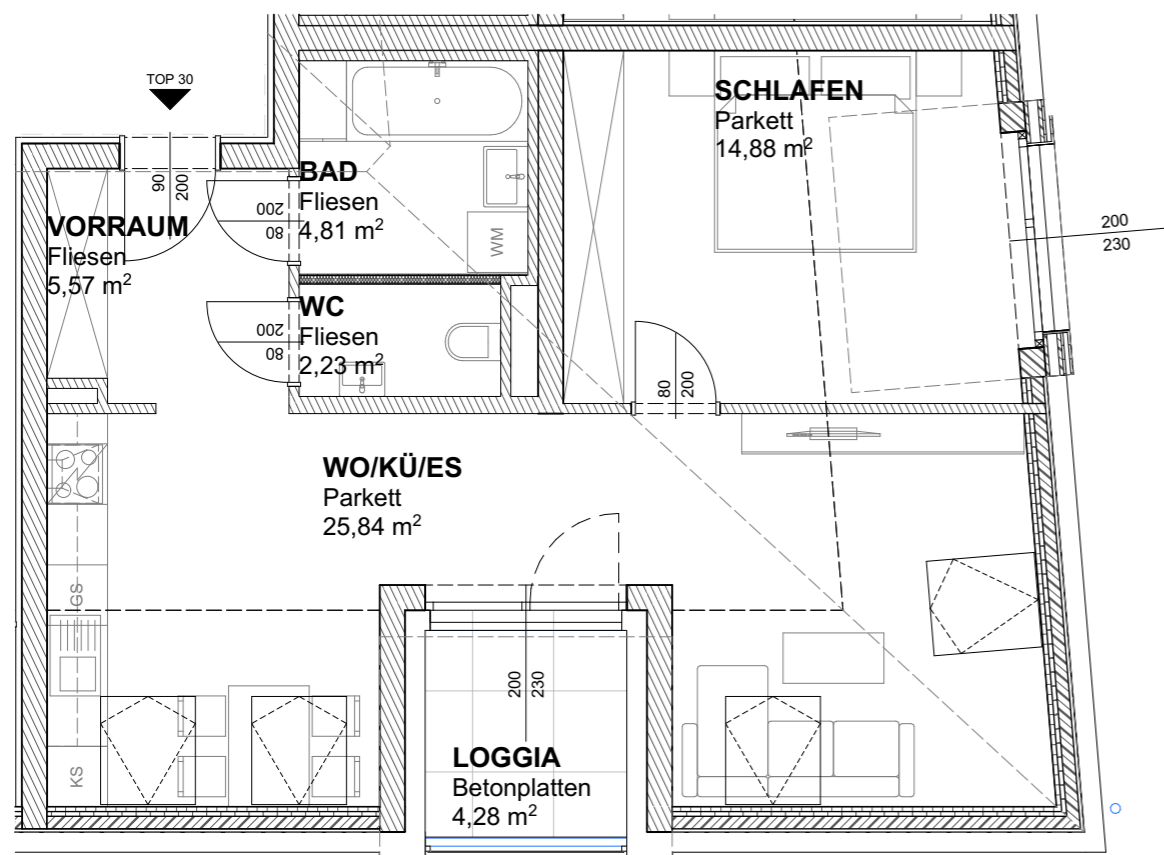 TOP 30
90
200
VORRAUM
Fliesen
5,57 m²
200
80
BAD
Fliesen
4,81 m²
WM
200
80
WC
Fliesen
2,23 m²
SCHLAFEN
Parkett
14,88 m²
200
230
80
200
WO/KÜ/ES
Parkett
25,84 m²
GS
KS
200
230
LOGGIA
Betonplatten
4,28 m²